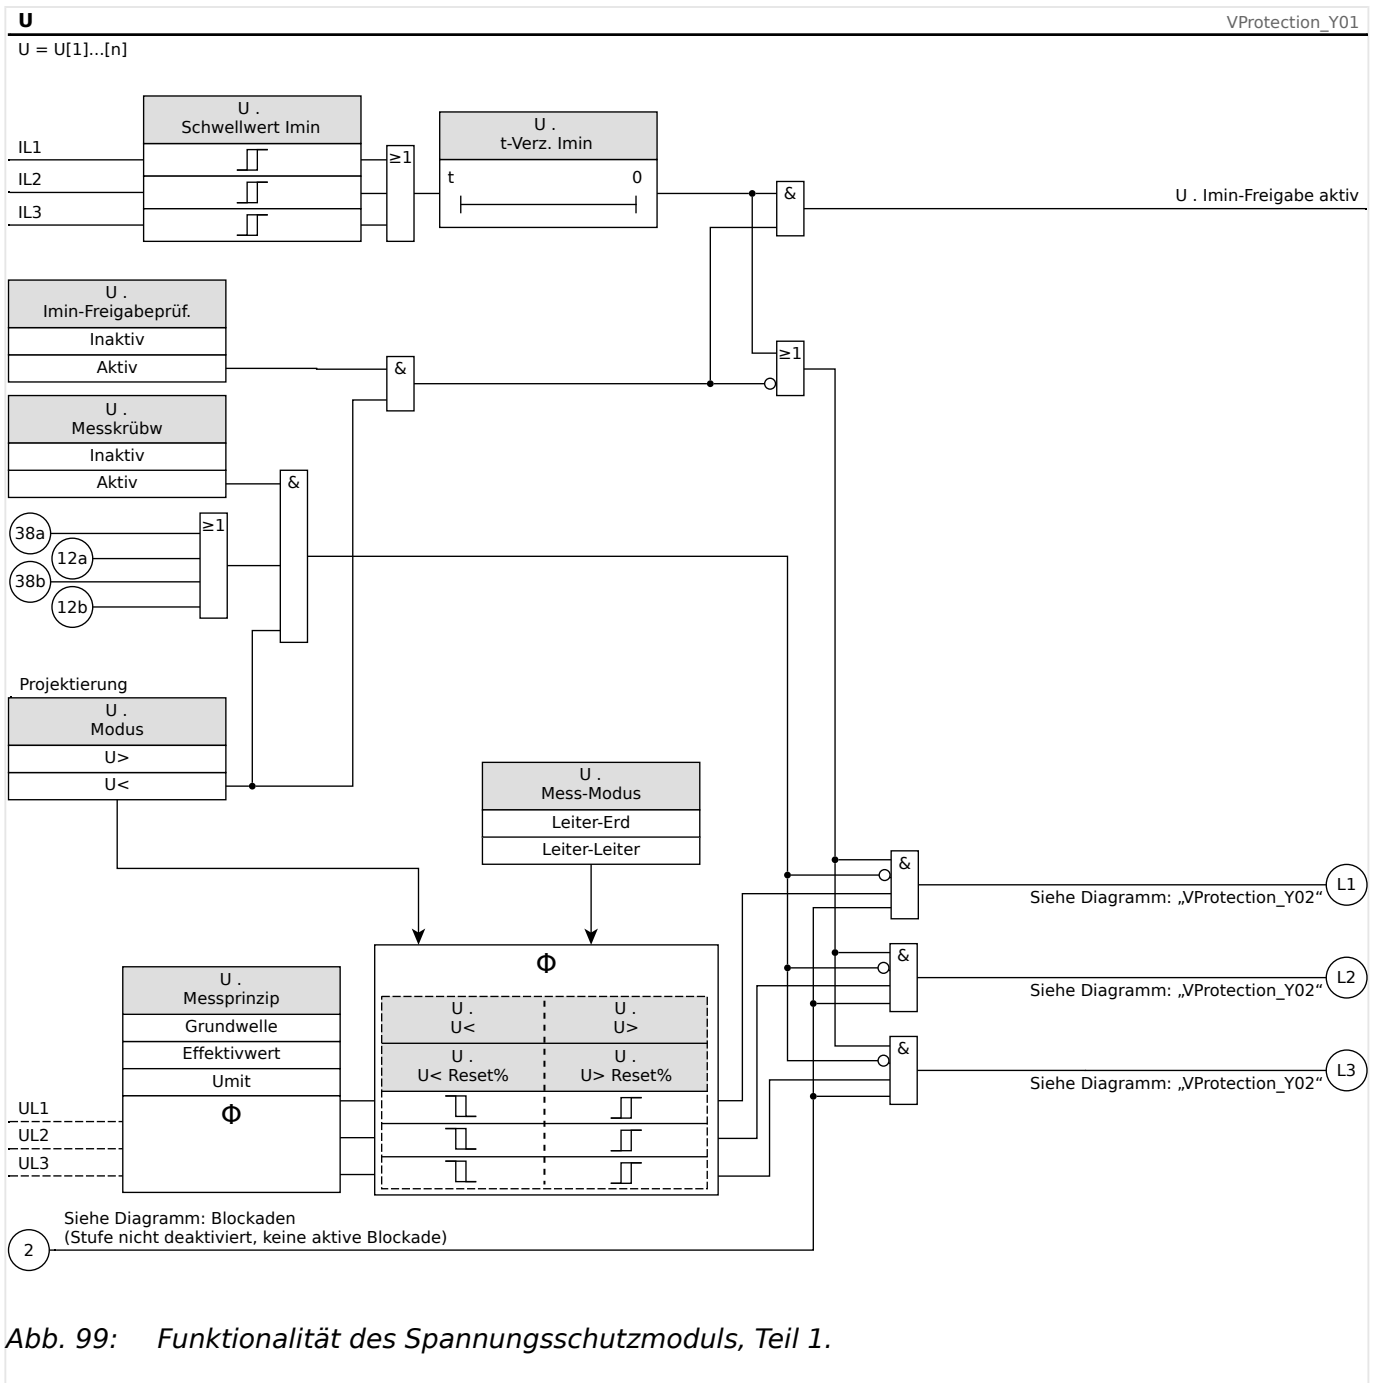 U
VProtection_Y01
U = U[1]...[n]
U .
Schwellwert Imin
IL1
IL2
IL3
≥1
U .
t-Verz. Imin
t
0
&
U . Imin-Freigabe aktiv
U .
Imin-Freigabeprüf.
Inaktiv
Aktiv
&
≥1
U .
Messkrübw
Inaktiv
Aktiv
&
38a
12a
38b
12b
≥1
Projektierung
U .
Modus
U>
U<
U .
Mess-Modus
Leiter-Erd
Leiter-Leiter
&
L1
Siehe Diagramm: „VProtection_Y02“
&
L2
Siehe Diagramm: „VProtection_Y02“
&
L3
Siehe Diagramm: „VProtection_Y02“
U .
Messprinzip
Grundwelle
Effektivwert
Umit
Φ
UL1
UL2
UL3
Φ
U .
U<
U .
U>
U .
U< Reset%
U .
U> Reset%
Siehe Diagramm: Blockaden
(Stufe nicht deaktiviert, keine aktive Blockade)
2
Abb. 99: Funktionalität des Spannungsschutzmoduls, Teil 1.